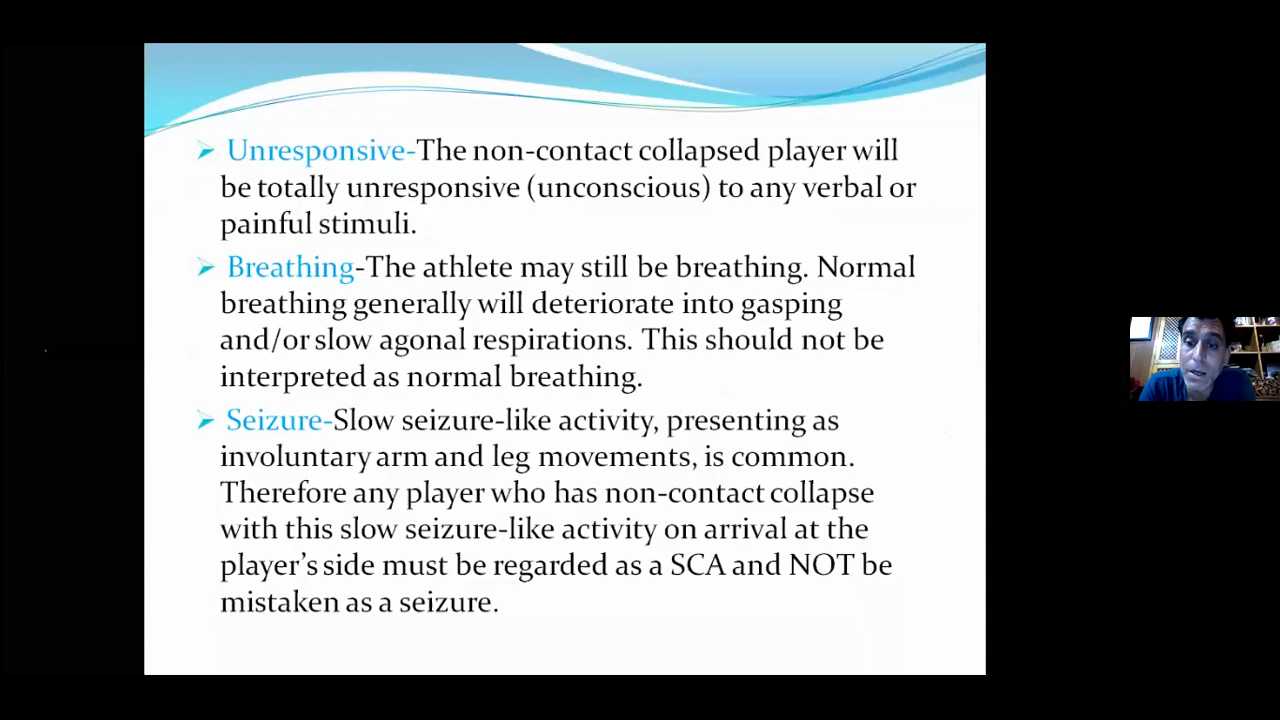 Unresponsive-The non-contact collapsed player will
be totally unresponsive (unconscious) to any verbal or
painful stimuli.
Breathing-The athlete may still be breathing. Normal
breathing generally will deteriorate into gasping
and/or slow agonal respirations. This should not be
interpreted as normal breathing.
Seizure-Slow seizure-like activity, presenting as
involuntary arm and leg movements, is common.
Therefore any player who has non-contact collapse
with this slow seizure-like activity on arrival at the
player's side must be regarded as a SCA and NOT be
mistaken as a seizure.